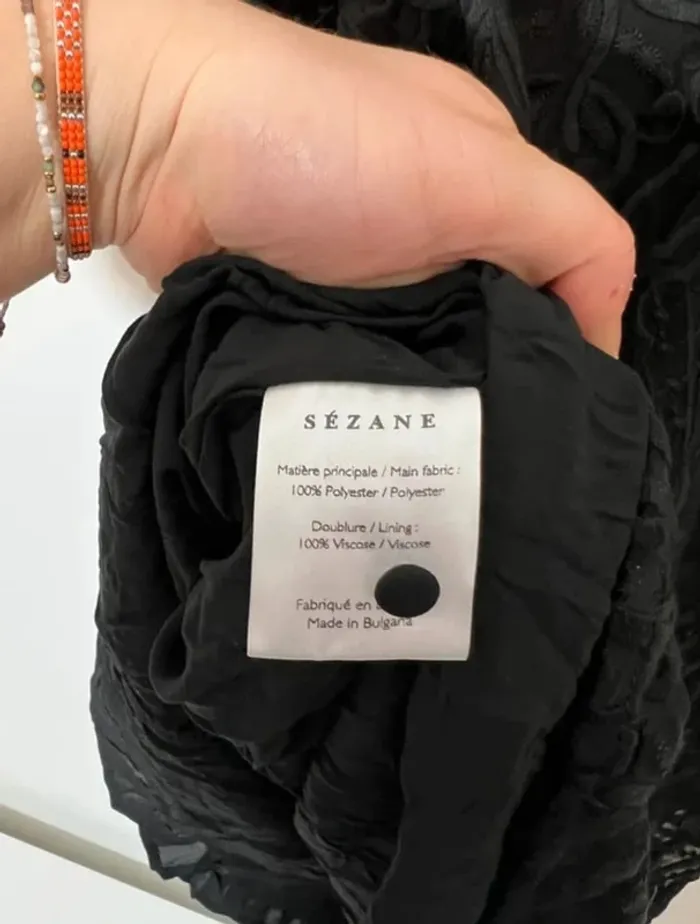 SÉZANE
Matière principale / Main fabric :
100% Polyester / Polyester
Doublure / Lining :
100% Viscose / Viscose
Fabriqué en
Made in Bulgaria